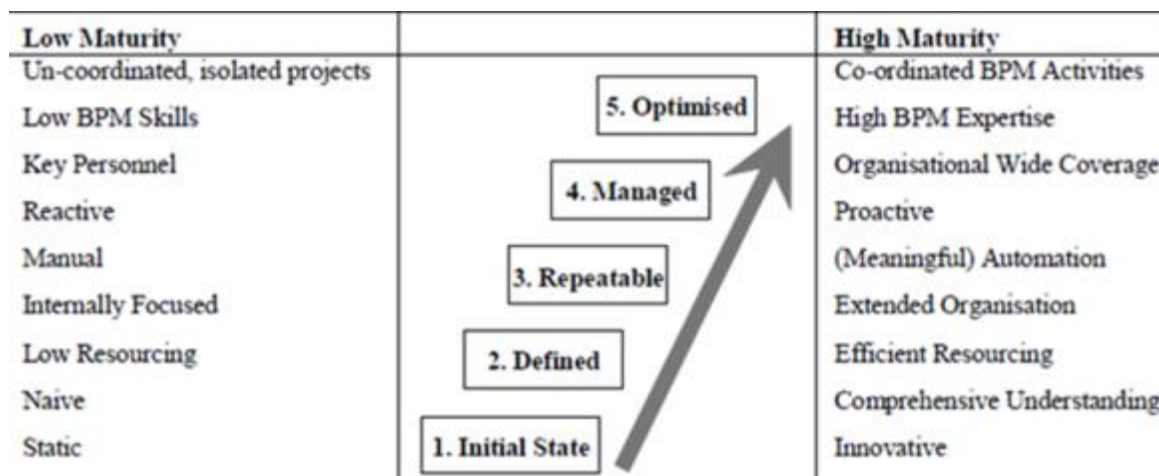 Low Maturity
High Maturity
Un-coordinated, isolated projects
Co-ordinated BPM Activities
5. Optimised
Low BPM Skills
High BPM Expertise
Key Personnel
Organisational Wide Coverage
4. Managed
Reactive
Proactive
Manual
(Meaningful) Automation
3. Repeatable
Internally Focused
Extended Organisation
Low Resourcing
2. Defined
Efficient Resourcing
Naive
Comprehensive Understanding
Static
1. Initial State
Innovative